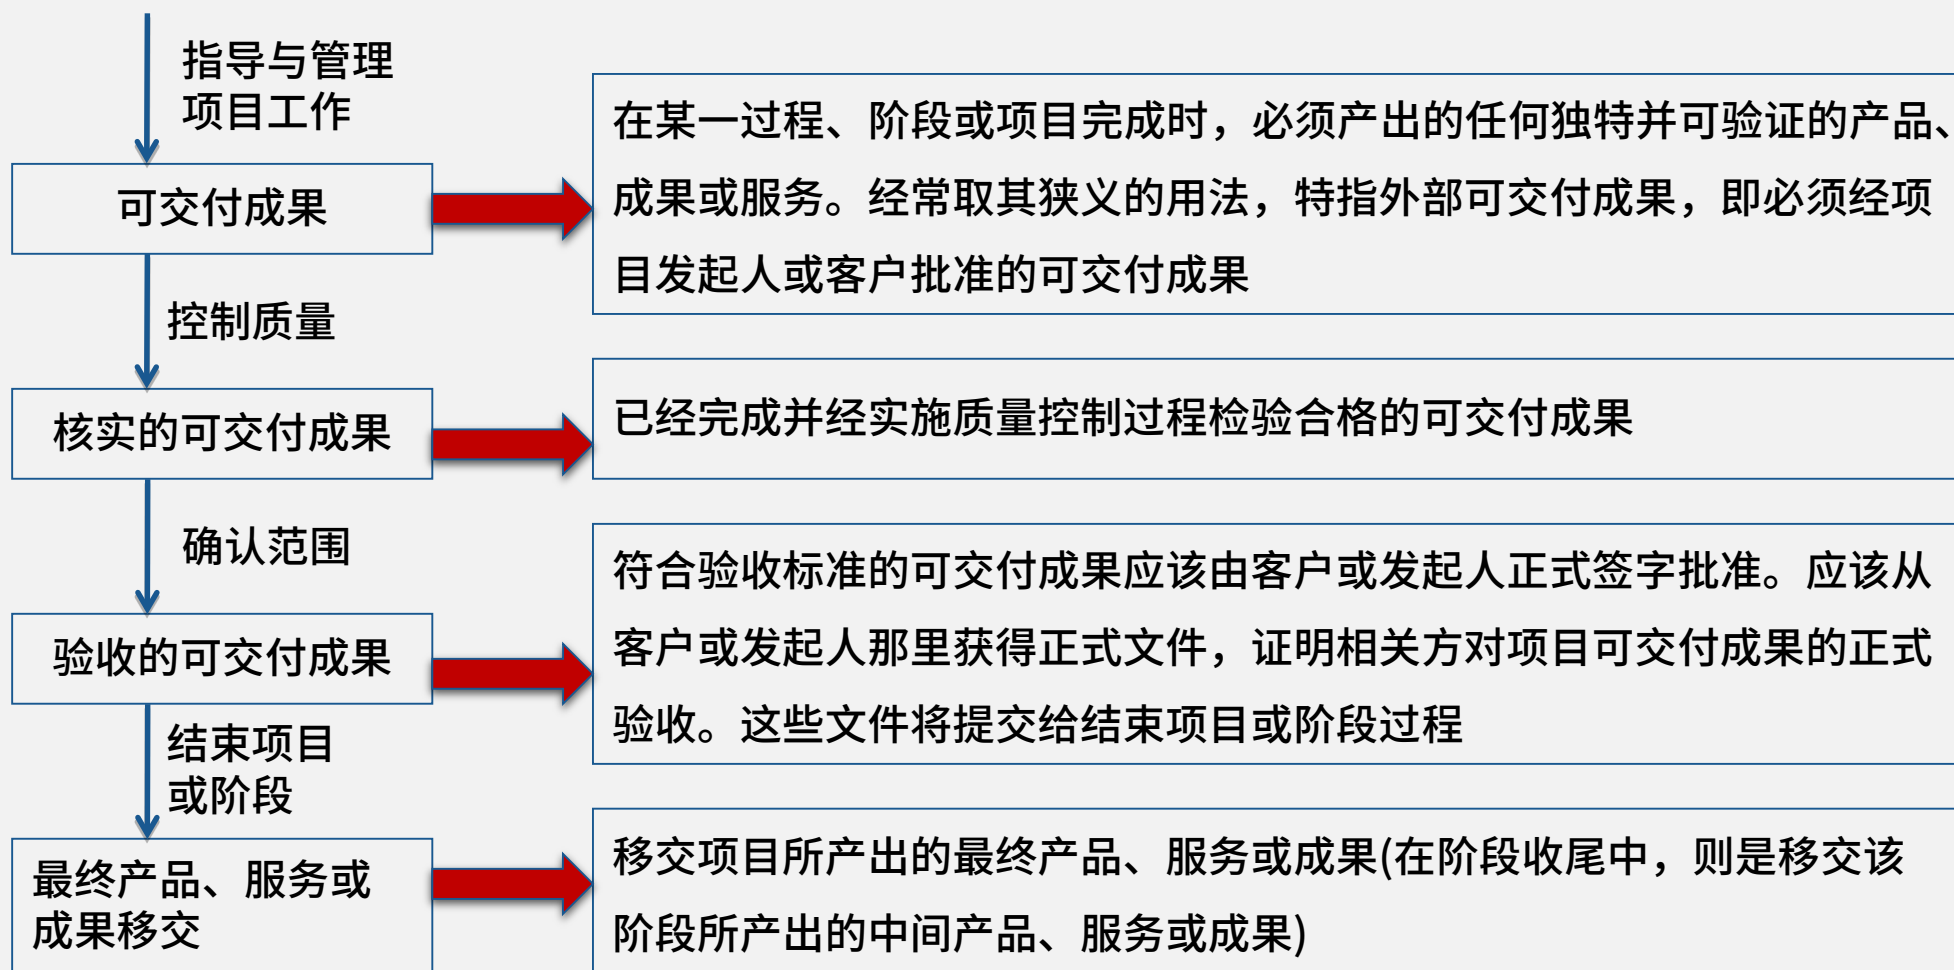 指导与管理
项目工作
可交付成果
在某一过程、阶段或项目完成时，必须产出的任何独特并可验证的产品、
成果或服务。经常取其狭义的用法，特指外部可交付成果，即必须经项
目发起人或客户批准的可交付成果
控制质量
核实的可交付成果
已经完成并经实施质量控制过程检验合格的可交付成果
确认范围
验收的可交付成果
符合验收标准的可交付成果应该由客户或发起人正式签字批准。应该从
客户或发起人那里获得正式文件，证明相关方对项目可交付成果的正式
验收。这些文件将提交给结束项目或阶段过程
结束项目
或阶段
最终产品、服务或
成果移交
移交项目所产出的最终产品、服务或成果(在阶段收尾中，则是移交该
阶段所产出的中间产品、服务或成果)